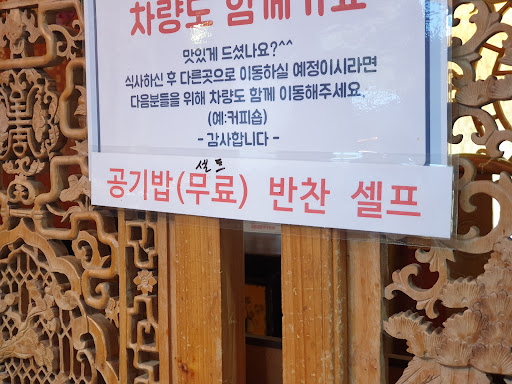 차량도 함께가요
맛있게 드셨나요?^^
식사하신 후 다른곳으로 이동하실 예정이시라면
다음분들을 위해 차량도 함께 이동해주세요.
(예:커피숍)
- 감사합니다 -
셀프
공기밥(무료) 반찬 셀프